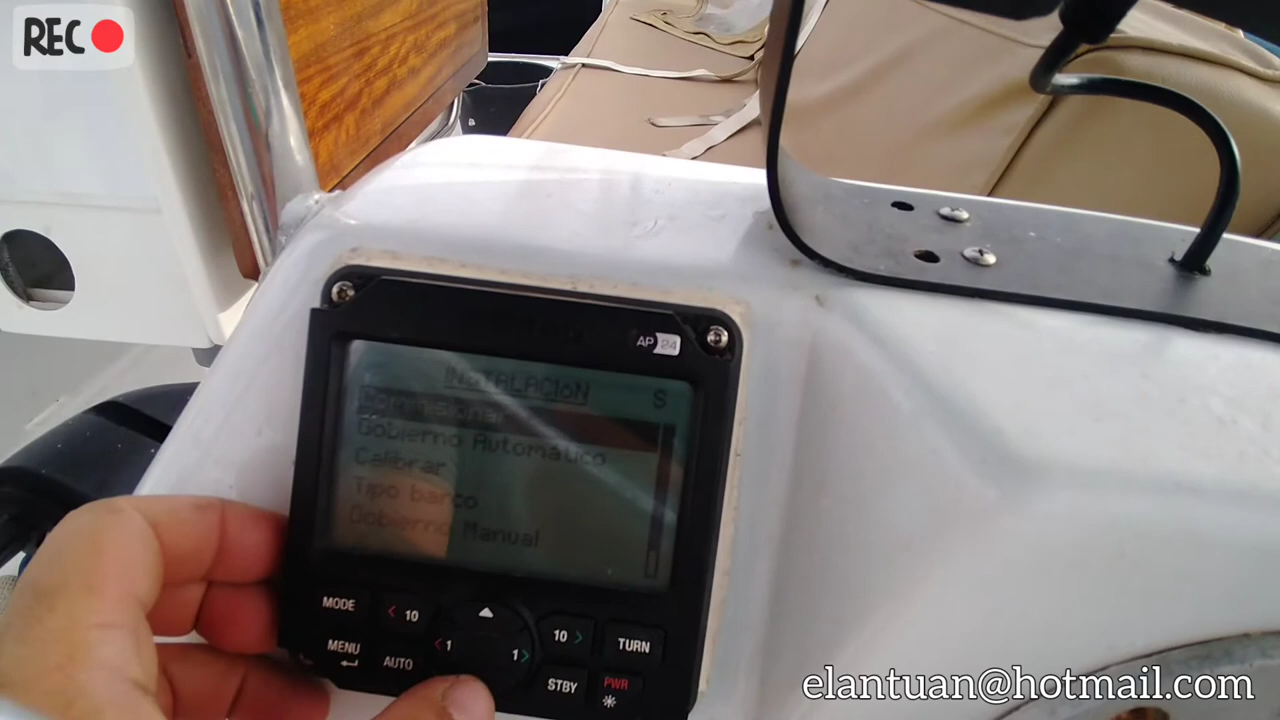 REC
AP24
INSTALACION
S
Comisionar
Gobierno Automático
Calibrar
Tipo barco
Gobierno Manual
MODE
< 10
10 >
TURN
MENU
< 1
1 >
AUTO
STBY
PWR
elantuan@hotmail.com